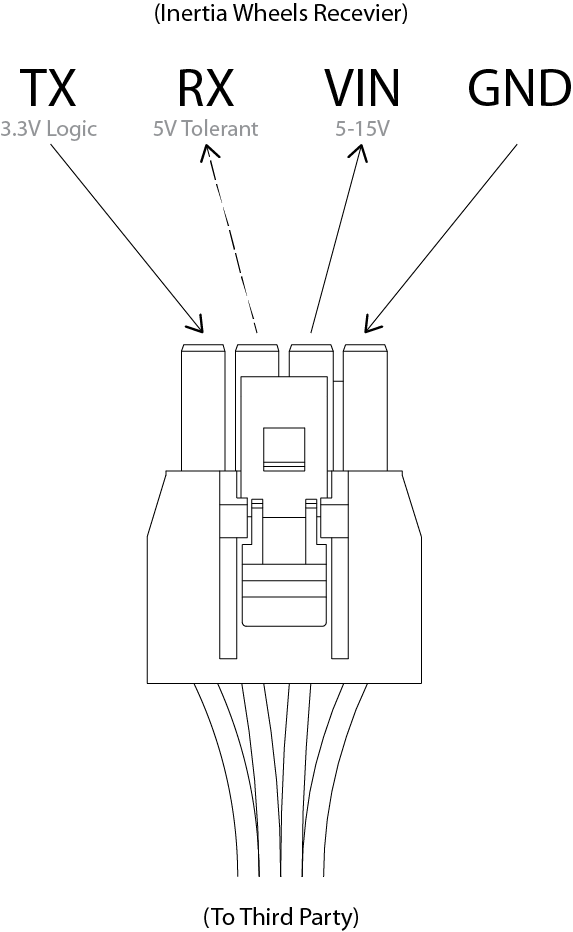 (Inertia Wheels Recevier)
TX RX VIN GND
3.3V Logic 5V Tolerant 5-15V
(To Third Party)